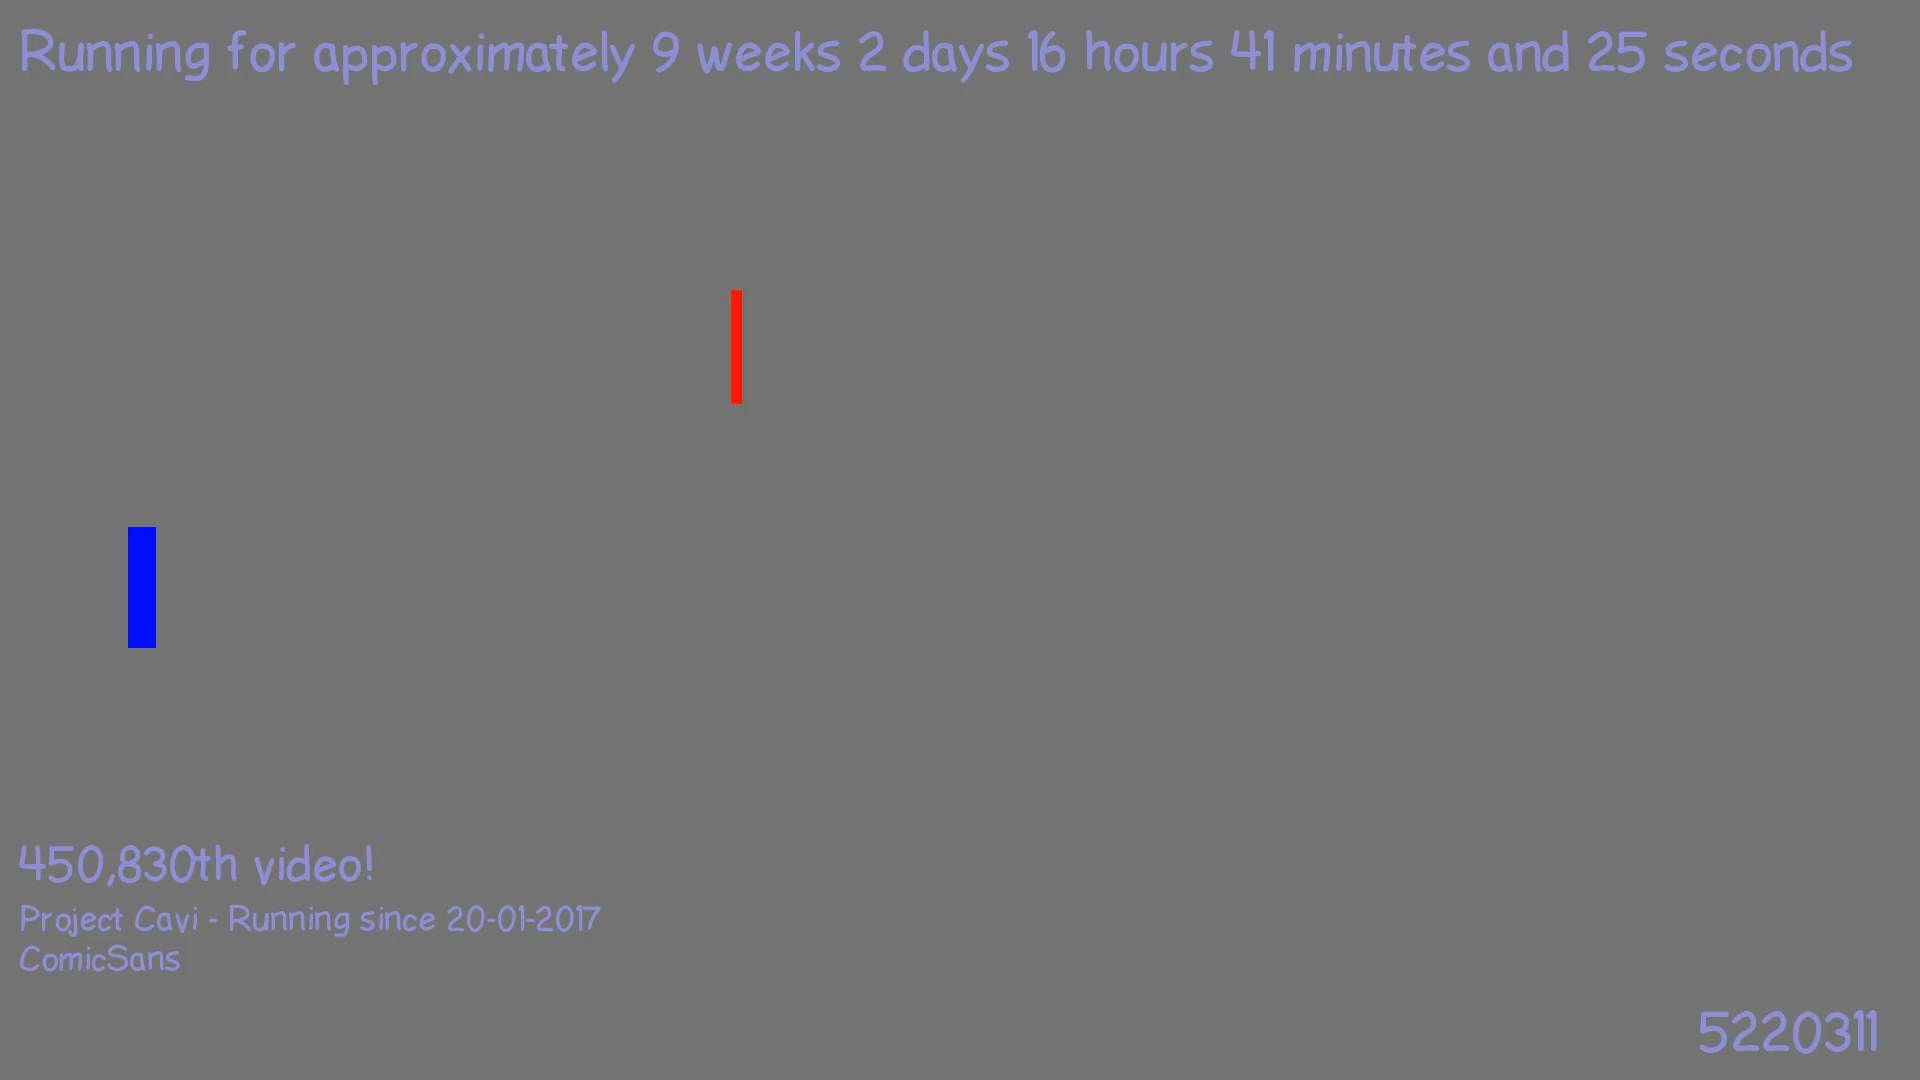 Running for approximately 9 weeks 2 days 16 hours 41 minutes and 25 seconds
450,830th video!
Project Cavi - Running since 20-01-2017
ComicSans
5220311